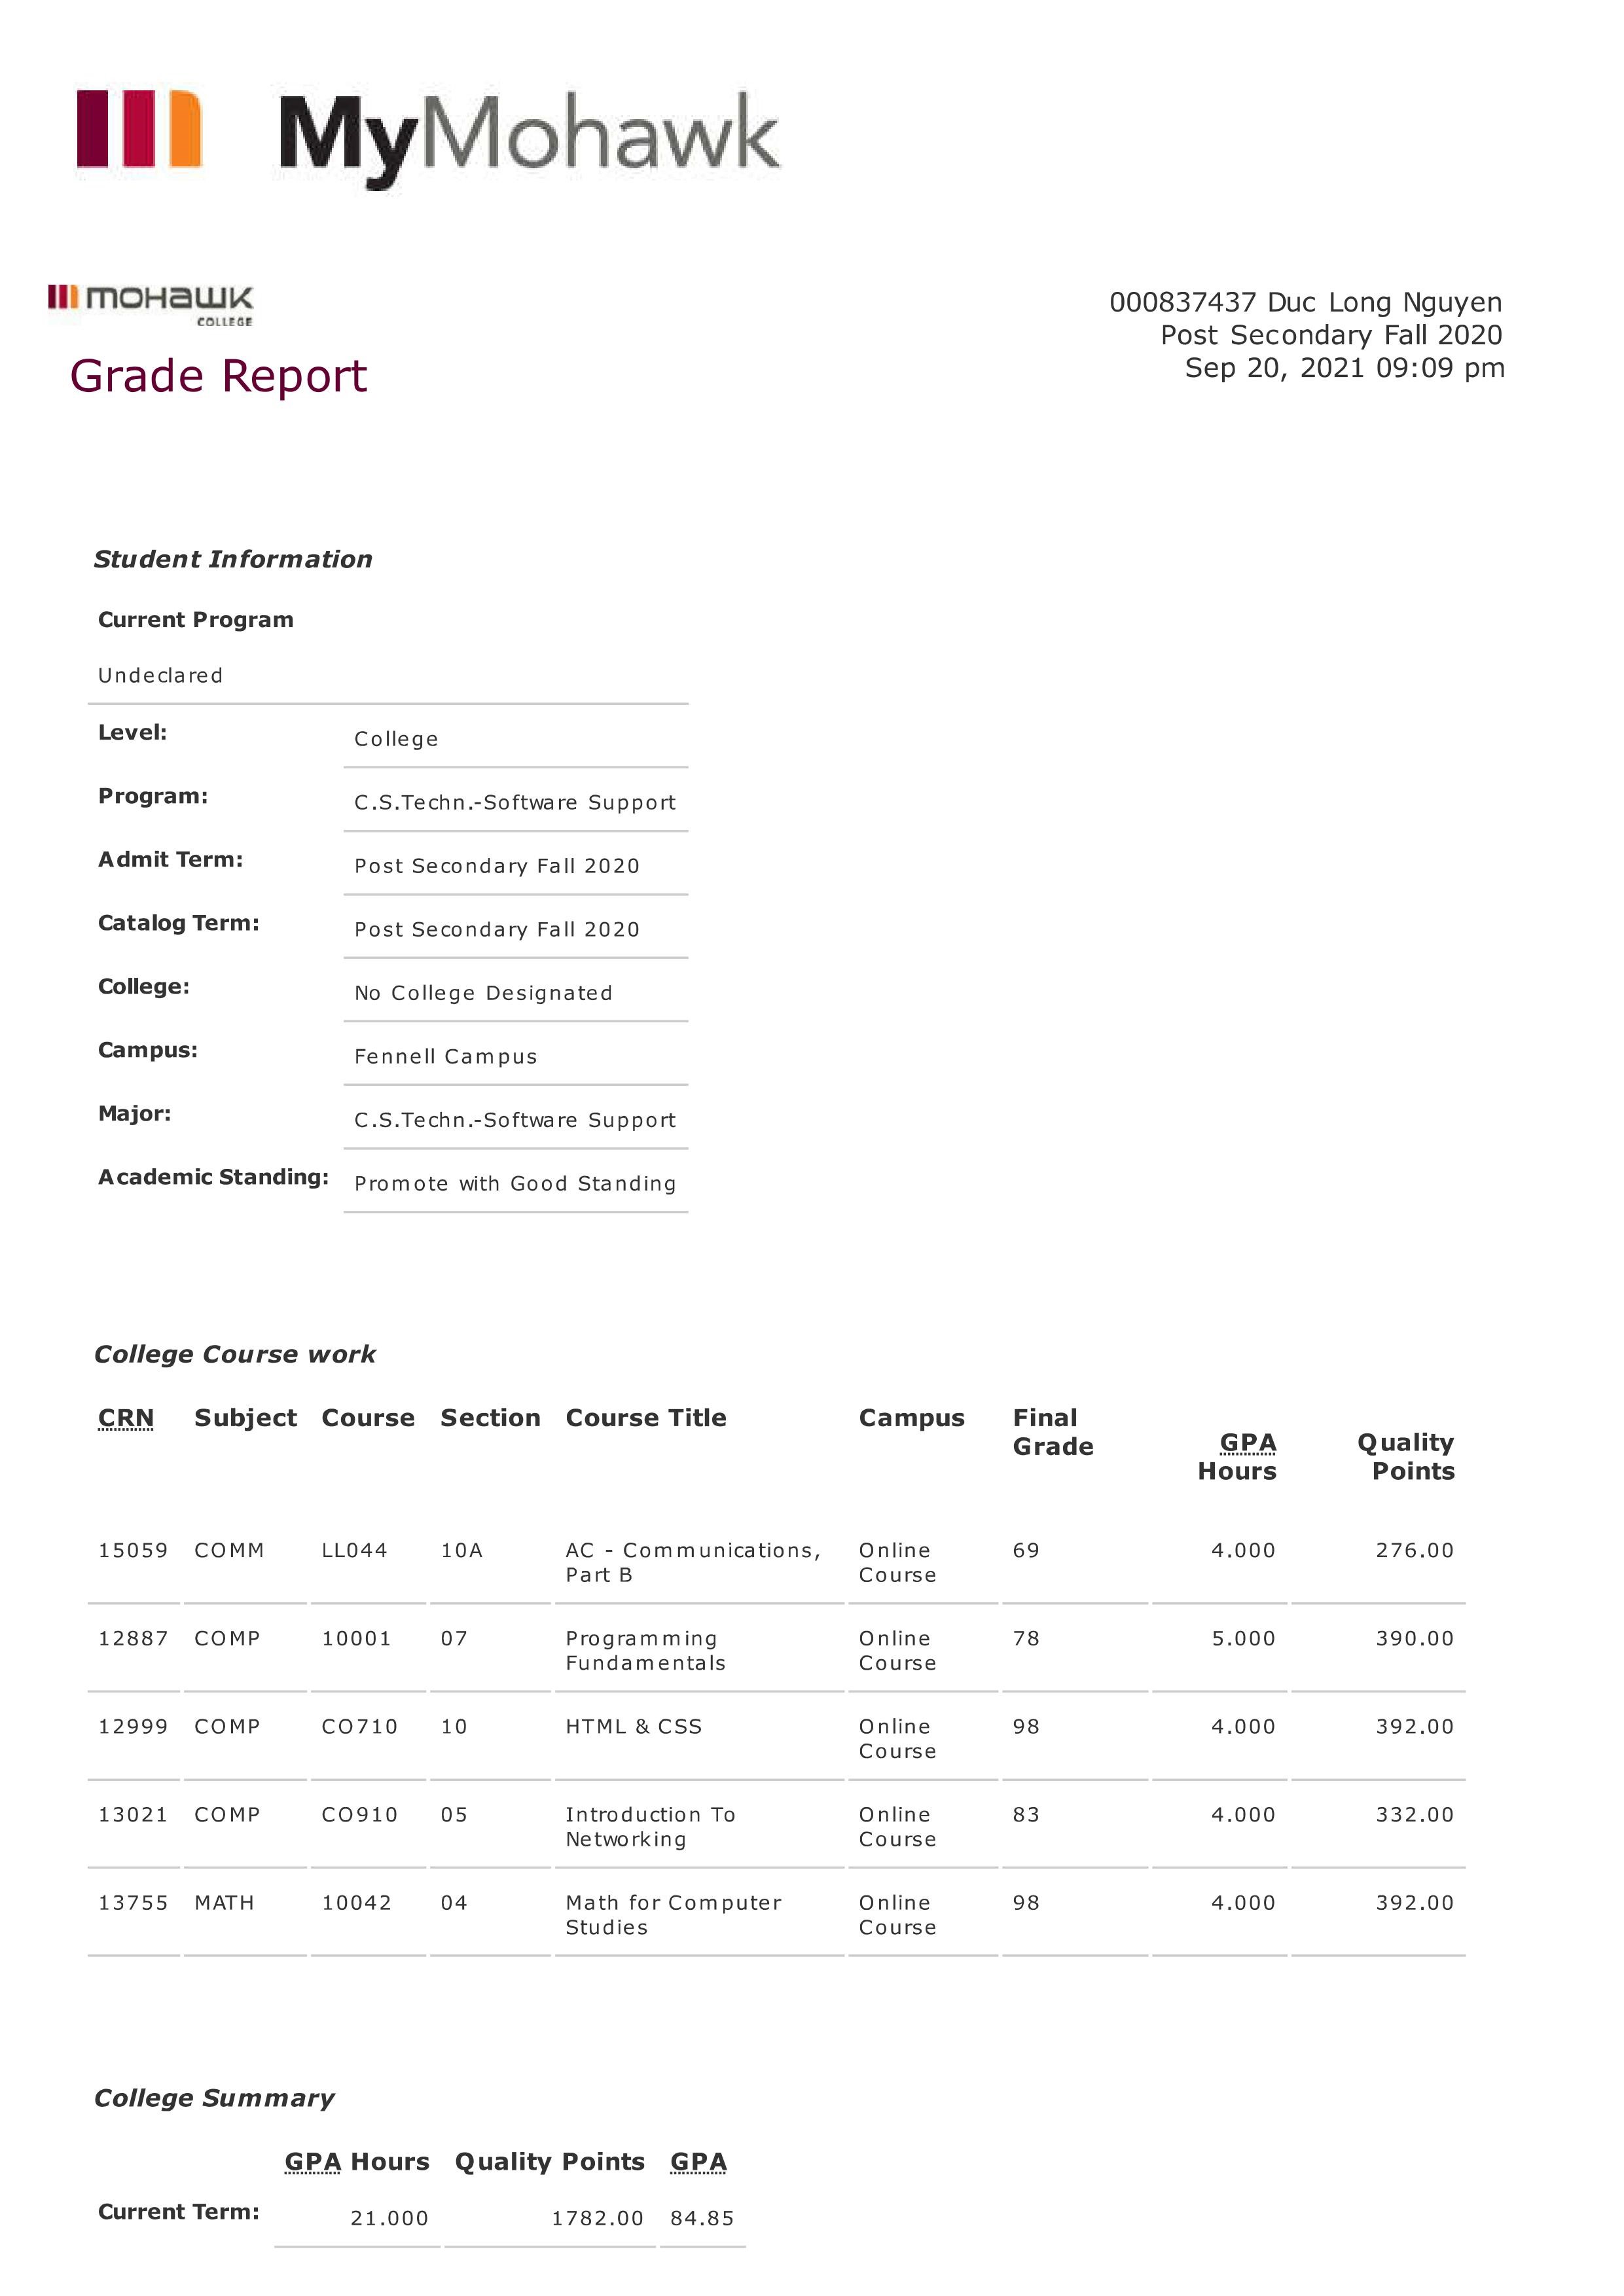 MyMohawk
mohawk
COLLEGE
Grade Report
000837437 Duc Long Nguyen
Post Secondary Fall 2020
Sep 20, 2021 09:09 pm
Student Information
Current Program
Undeclared
Level: College
Program: C.S.Techn.-Software Support
Admit Term: Post Secondary Fall 2020
Catalog Term: Post Secondary Fall 2020
College: No College Designated
Campus: Fennell Campus
Major: C.S.Techn.-Software Support
Academic Standing: Promote with Good Standing
College Course work
CRN Subject Course Section Course Title Campus Final
Grade GPA
Hours Quality
Points
15059 COMM LL044 10A AC - Communications, Online 69 4.000 276.00
Part B Course
12887 COMP 10001 07 Programming Online 78 5.000 390.00
Fundamentals Course
12999 COMP CO710 10 HTML & CSS Online 98 4.000 392.00
Course
13021 COMP CO910 05 Introduction To Online 83 4.000 332.00
Networking Course
13755 MATH 10042 04 Math for Computer Online 98 4.000 392.00
Studies Course
College Summary
GPA Hours Quality Points GPA
Current Term: 21.000 1782.00 84.85